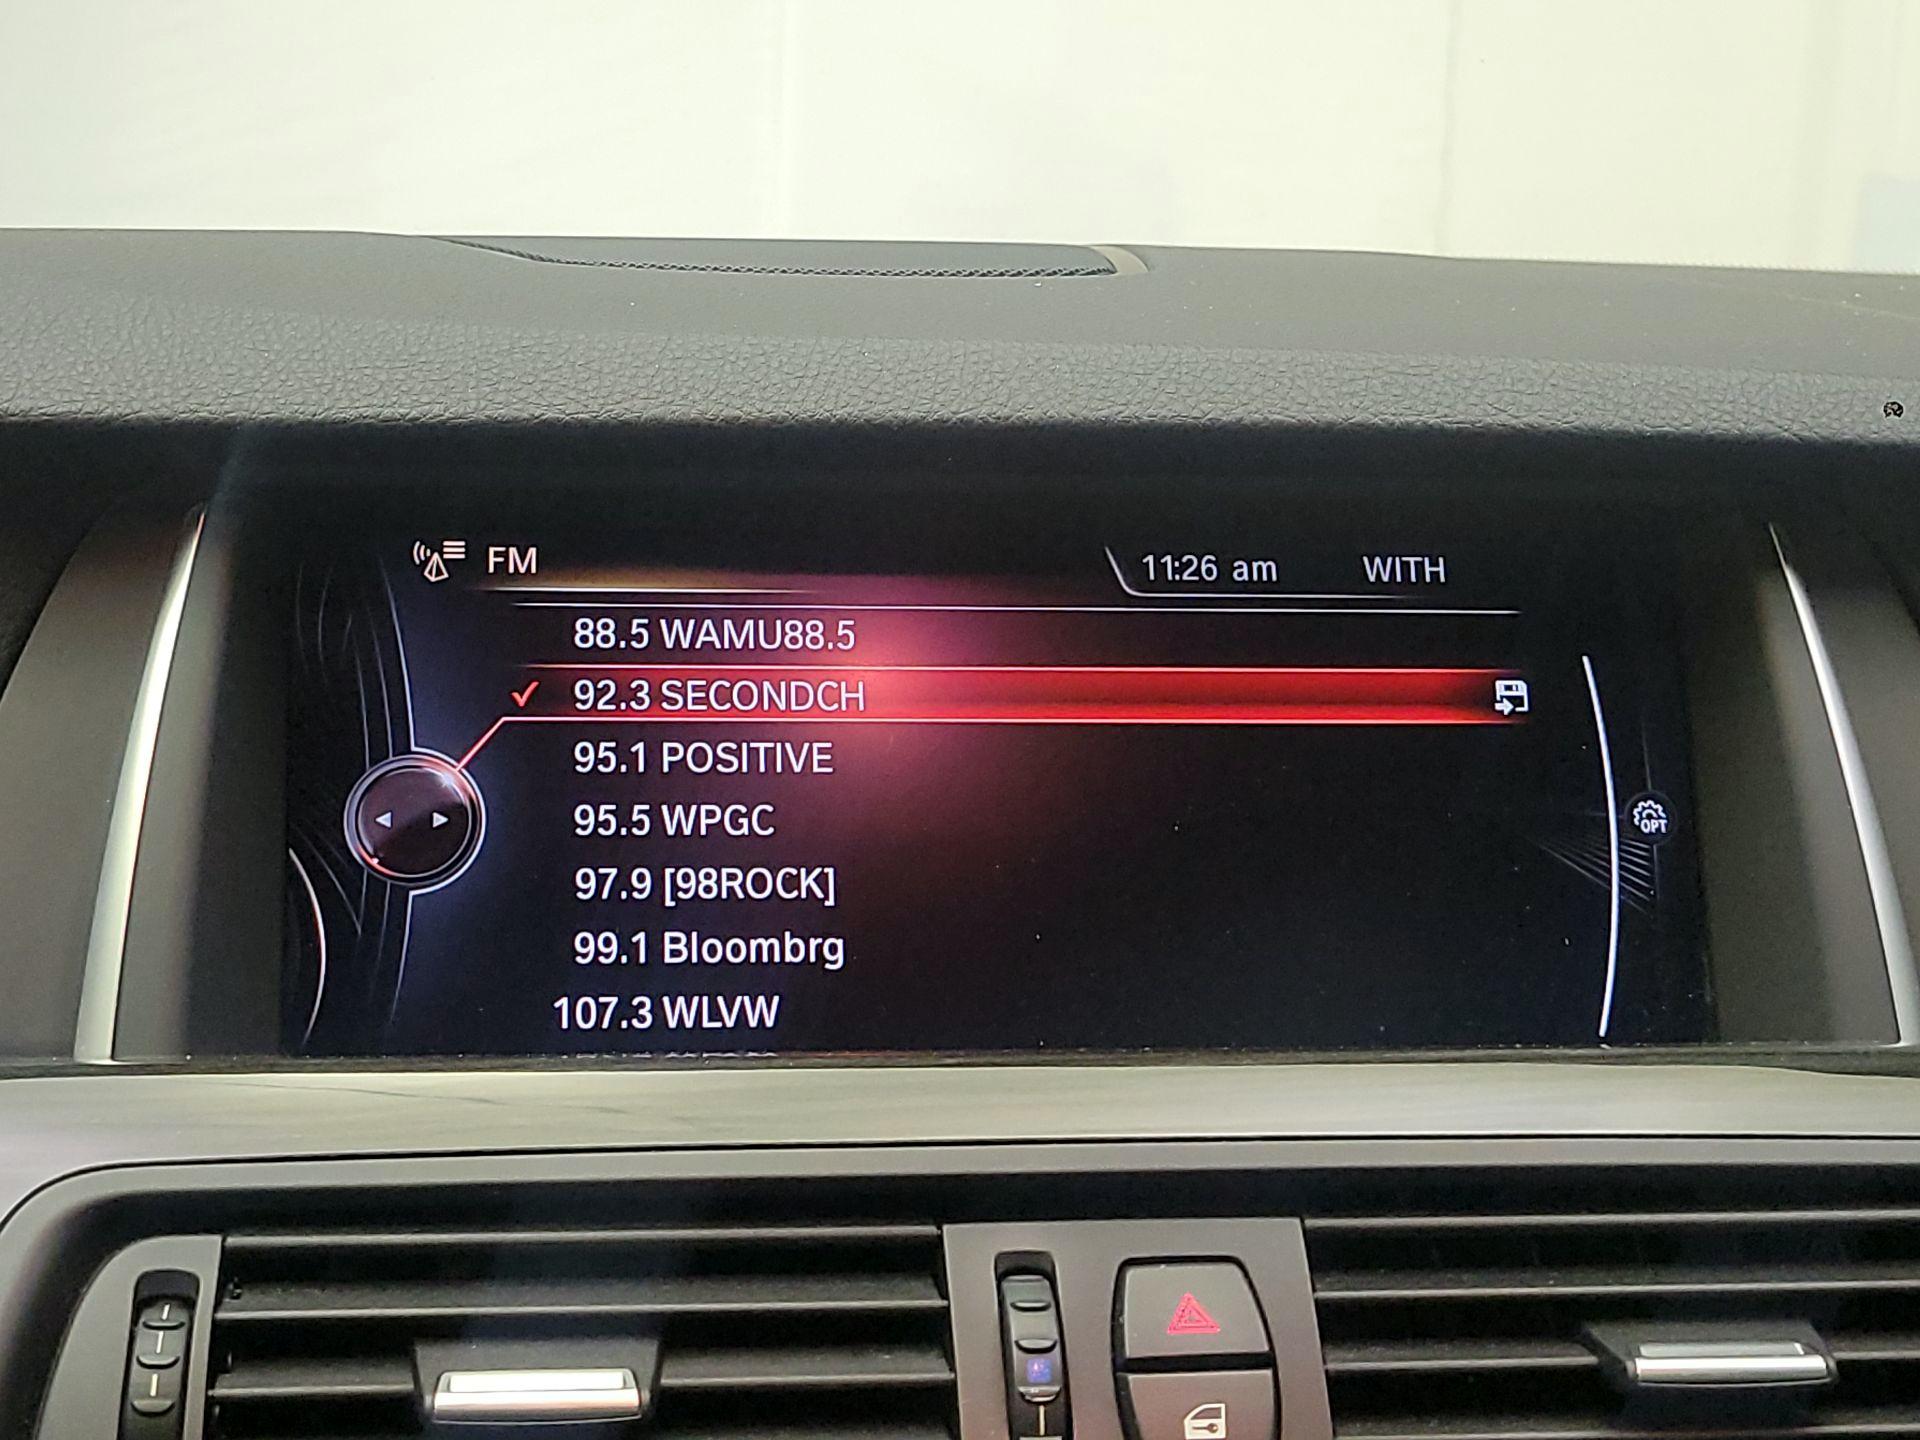 FM
11:26 am WITH
88.5 WAMU88.5
92.3 SECONDCH
95.1 POSITIVE
95.5 WPGC
97.9 [98ROCK]
OPT
99.1 Bloombrg
107.3 WLVW